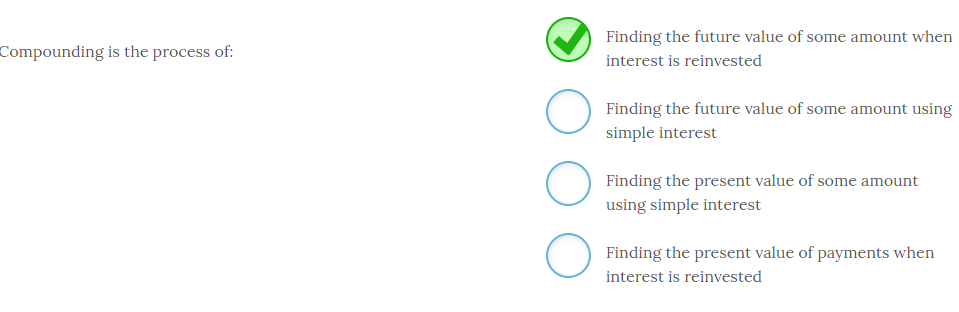 Compounding is the process of:
Finding the future value of some amount when
interest is reinvested
Finding the future value of some amount using
simple interest
Finding the present value of some amount
using simple interest
Finding the present value of payments when
interest is reinvested